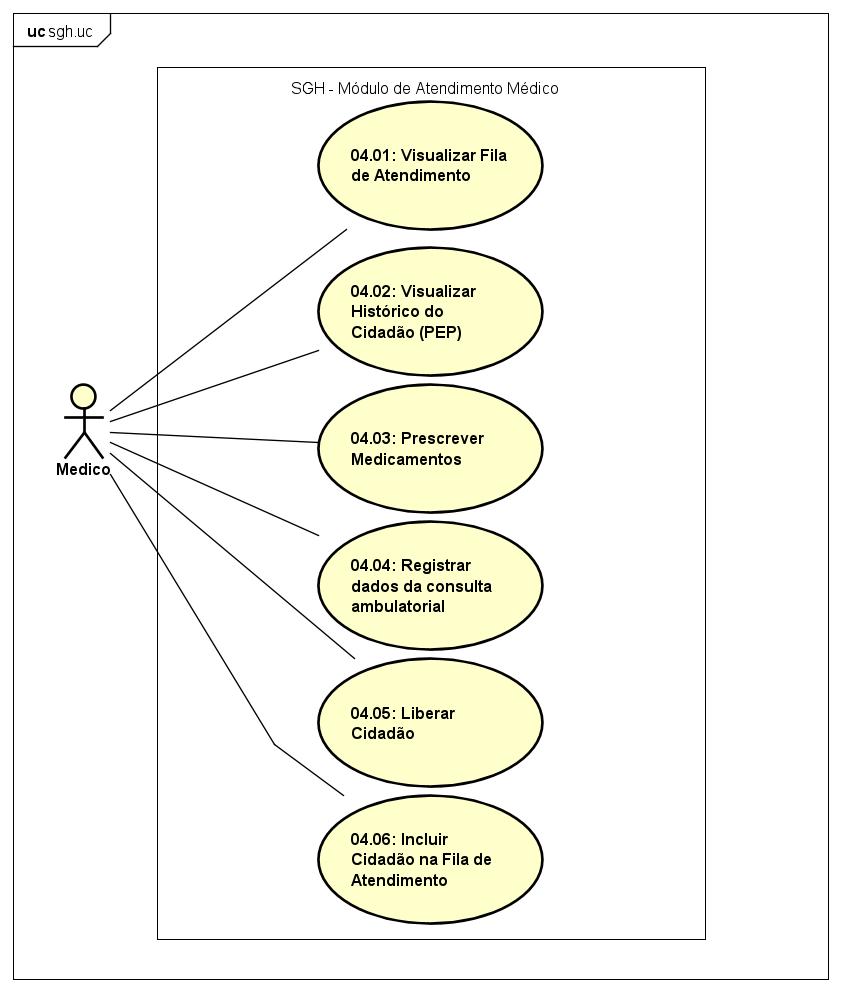 uc sgh.uc
SGH - Módulo de Atendimento Médico
04.01: Visualizar Fila
de Atendimento
04.02: Visualizar
Histórico do
Cidadão (PEP)
04.03: Prescrever
Medicamentos
Medico
04.04: Registrar
dados da consulta
ambulatorial
04.05: Liberar
Cidadão
04.06: Incluir
Cidadão na Fila de
Atendimento